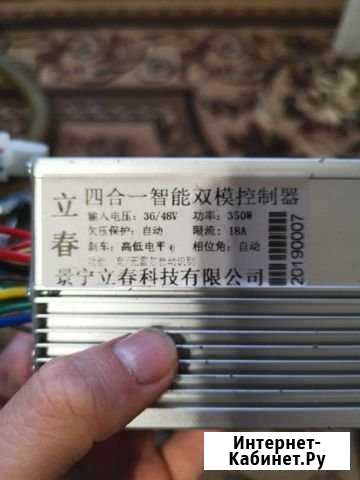 立春
四合一智能双模控制器
输入电压: 36/48V 功率: 350W
欠压保护: 自动 限流: 18A
刹车: 高低电平 相位角: 自动
景宁立春科技有限公司
20190007
Интернет-
Кабинет.Ру